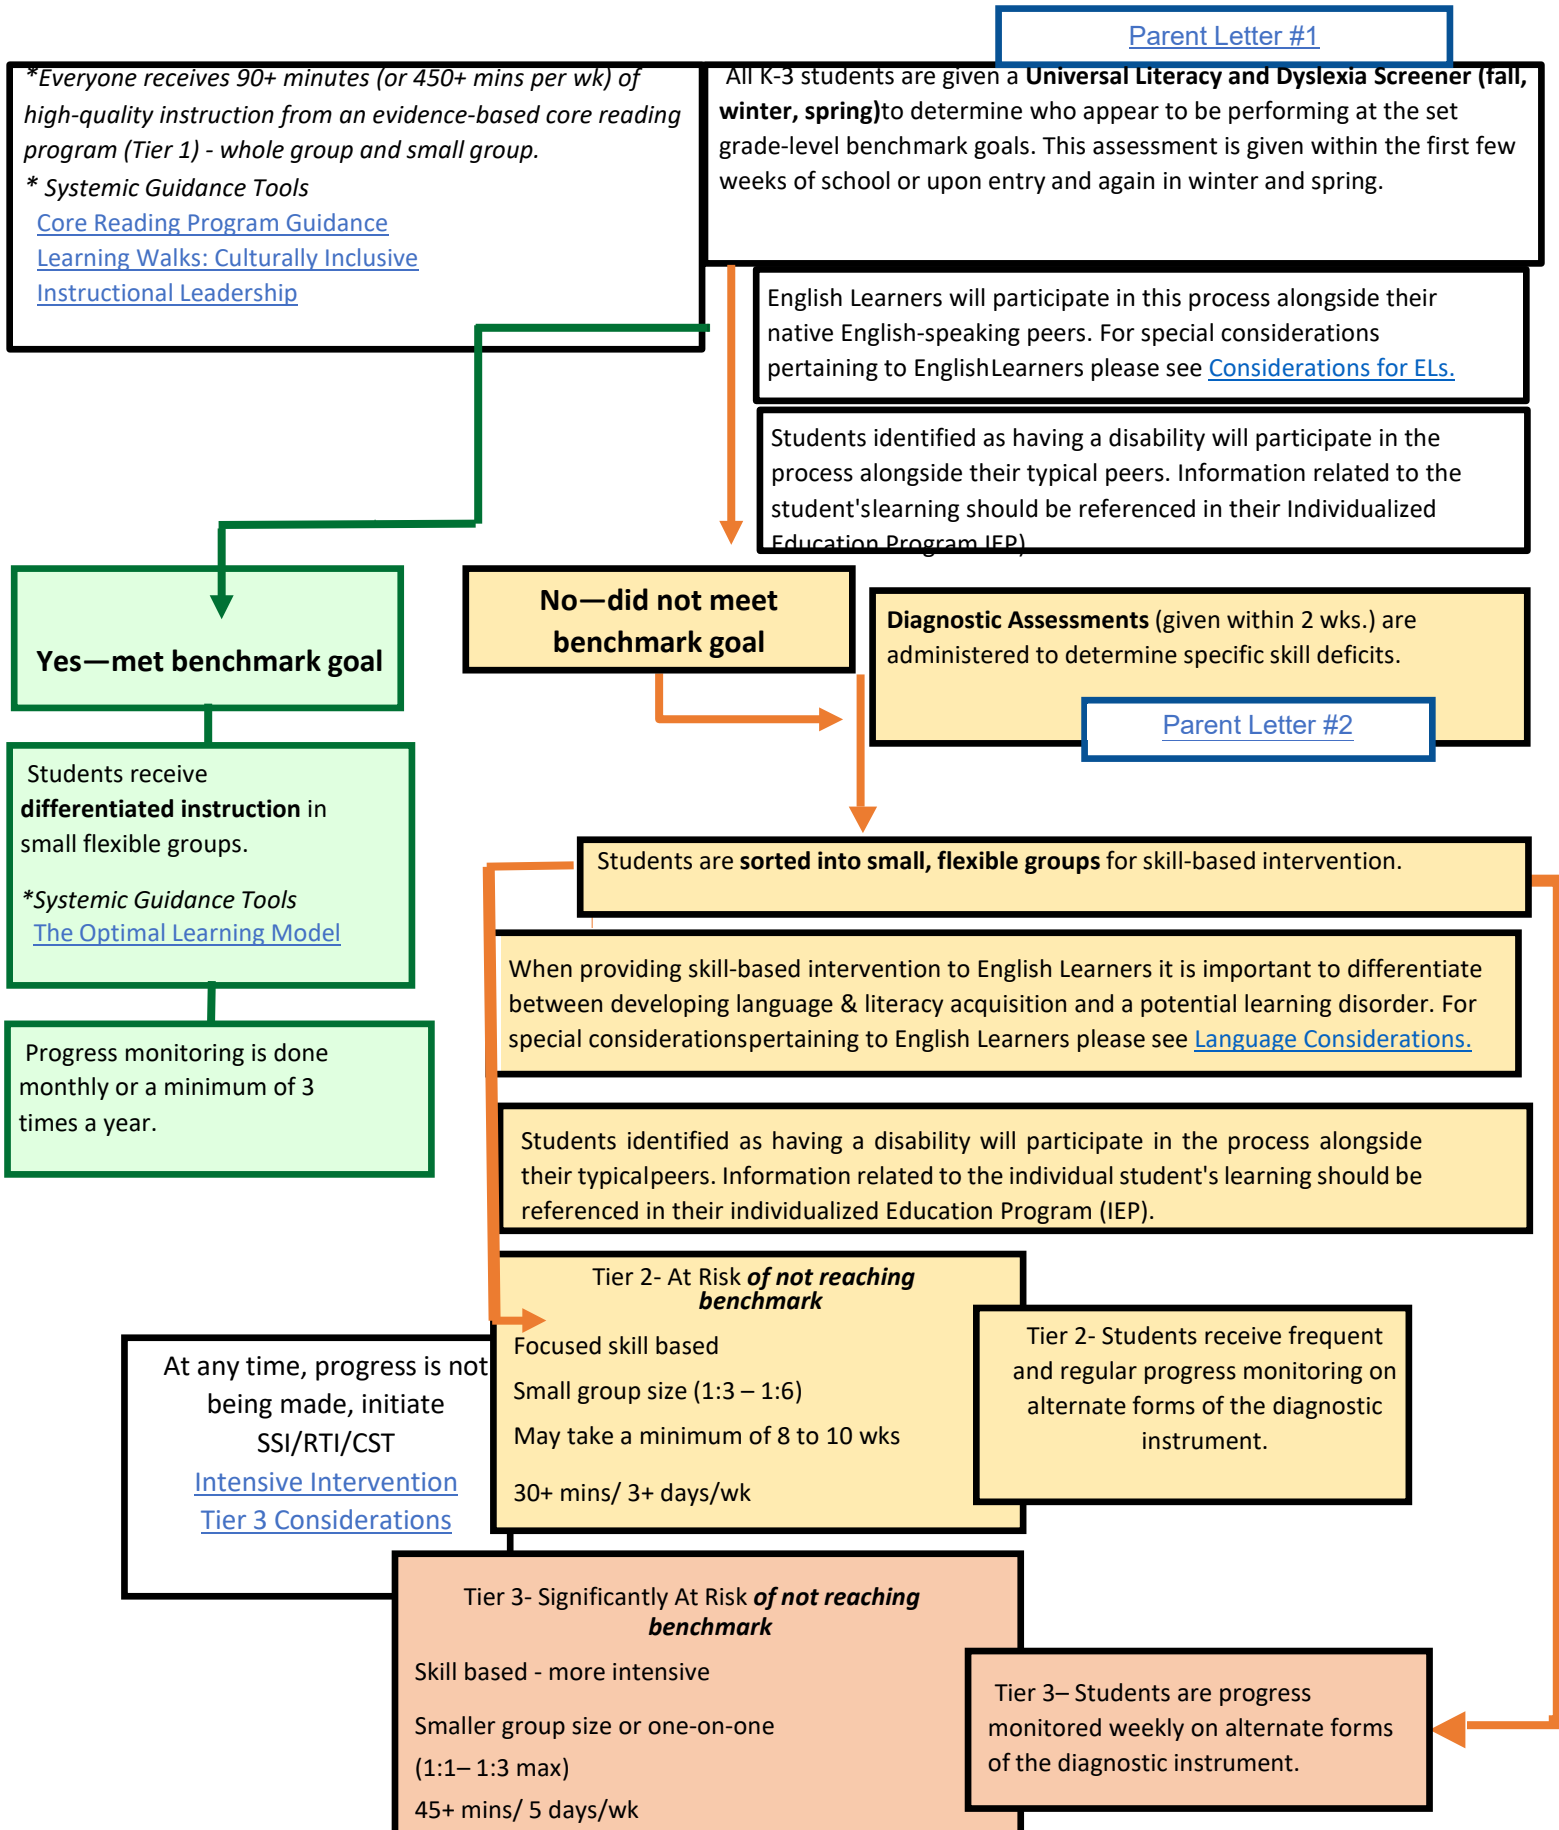 Parent Letter #1
*Everyone receives 90+ minutes (or 450+ mins per wk) of
high-quality instruction from an evidence-based core reading
program (Tier 1) - whole group and small group.
* Systemic Guidance Tools
Core Reading Program Guidance
Learning Walks: Culturally Inclusive
Instructional Leadership
All K-3 students are given a Universal Literacy and Dyslexia Screener (fall,
winter, spring)to determine who appear to be performing at the set
grade-level benchmark goals. This assessment is given within the first few
weeks of school or upon entry and again in winter and spring.
English Learners will participate in this process alongside their
native English-speaking peers. For special considerations
pertaining to EnglishLearners please see Considerations for ELs.
Students identified as having a disability will participate in the
process alongside their typical peers. Information related to the
student'slearning should be referenced in their Individualized
Education Program IEP)
Yes—met benchmark goal
No—did not meet
benchmark goal
Diagnostic Assessments (given within 2 wks.) are
administered to determine specific skill deficits.
Parent Letter #2
Students receive
differentiated instruction in
small flexible groups.
*Systemic Guidance Tools
The Optimal Learning Model
Progress monitoring is done
monthly or a minimum of 3
times a year.
Students are sorted into small, flexible groups for skill-based intervention.
When providing skill-based intervention to English Learners it is important to differentiate
between developing language & literacy acquisition and a potential learning disorder. For
special considerationspertaining to English Learners please see Language Considerations.
Students identified as having a disability will participate in the process alongside
their typicalpeers. Information related to the individual student's learning should be
referenced in their individualized Education Program (IEP).
Tier 2- At Risk of not reaching
benchmark
Focused skill based
Small group size (1:3 – 1:6)
May take a minimum of 8 to 10 wks
30+ mins/ 3+ days/wk
Tier 2- Students receive frequent
and regular progress monitoring on
alternate forms of the diagnostic
instrument.
At any time, progress is not
being made, initiate
SSI/RTI/CST
Intensive Intervention
Tier 3 Considerations
Tier 3- Significantly At Risk of not reaching
benchmark
Skill based - more intensive
Smaller group size or one-on-one
(1:1– 1:3 max)
45+ mins/ 5 days/wk
Tier 3– Students are progress
monitored weekly on alternate forms
of the diagnostic instrument.